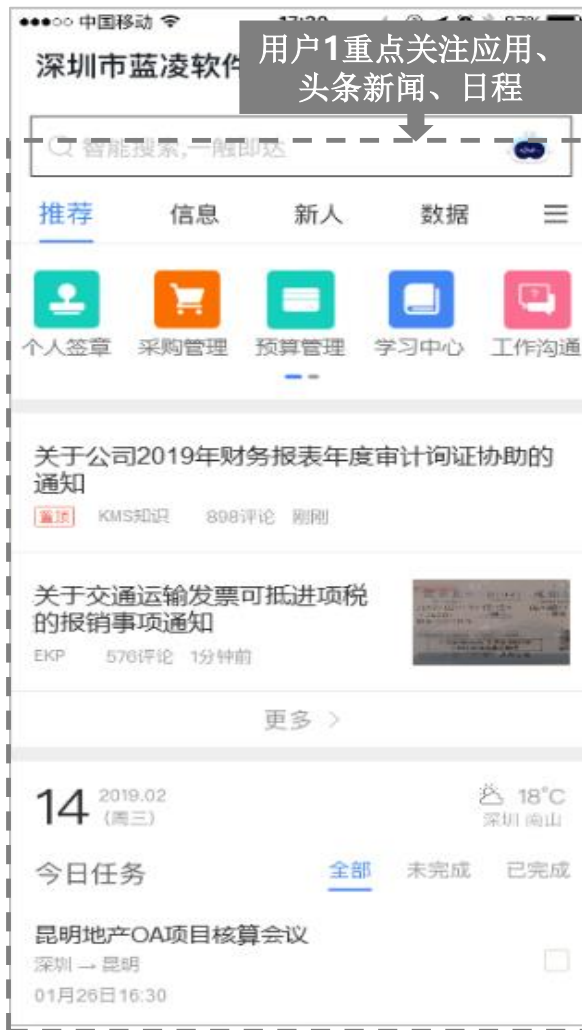 中国移动
用户1重点关注应用、
头条新闻、日程
深圳市蓝凌软件
智能搜索,一触即达
推荐 信息 新人 数据
个人签章 采购管理 预算管理 学习中心 工作沟通
关于公司2019年财务报表年度审计询证协助的
通知
置顶 KMS知识 898评论 刚刚
关于交通运输发票可抵进项税
的报销事项通知
EKP 576评论 1分钟前
更多 >
14 2019.02 18°C
(周三) 深圳 南山
今日任务 全部 未完成 已完成
昆明地产OA项目核算会议
深圳 → 昆明
01月26日16:30